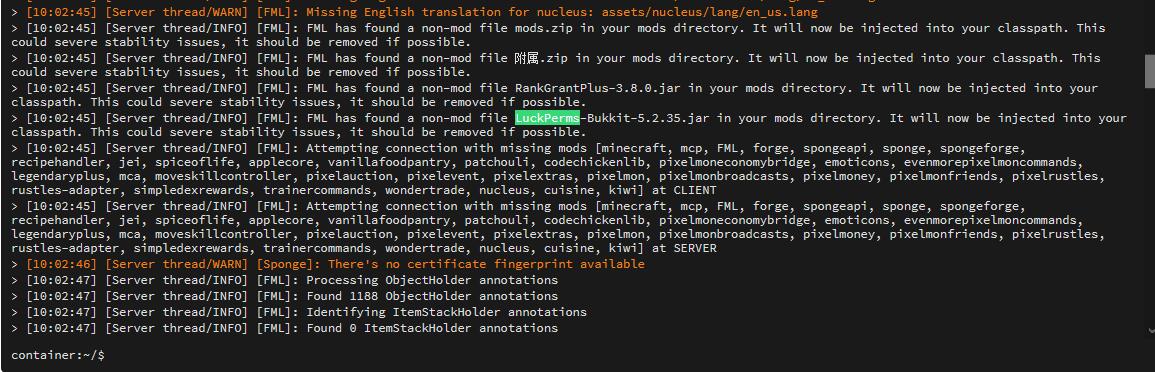 > [10:02:45] [Server thread/WARN] [FML]: Missing English translation for nucleus: assets/nucleus/lang/en_us.lang
> [10:02:45] [Server thread/INFO] [FML]: FML has found a non-mod file mods.zip in your mods directory. It will now be injected into your classpath. This
could severe stability issues, it should be removed if possible.
> [10:02:45] [Server thread/INFO] [FML]: FML has found a non-mod file 附属.zip in your mods directory. It will now be injected into your classpath. This
could severe stability issues, it should be removed if possible.
> [10:02:45] [Server thread/INFO] [FML]: FML has found a non-mod file RankGrantPlus-3.8.0.jar in your mods directory. It will now be injected into your
classpath. This could severe stability issues, it should be removed if possible.
> [10:02:45] [Server thread/INFO] [FML]: FML has found a non-mod file LuckPerms-Bukkit-5.2.35.jar in your mods directory. It will now be injected into your
classpath. This could severe stability issues, it should be removed if possible.
> [10:02:45] [Server thread/INFO] [FML]: Attempting connection with missing mods [minecraft, mcp, FML, forge, spongeapi, sponge, spongeforge,
recipehandler, jei, spiceoflife, applecore, vanillafoodpantry, patchouli, codechickenlib, pixelmoneconomybridge, emoticons, evenmorepixelmoncommands,
legendaryplus, mca, moveskillcontroller, pixelauction, pixelevent, pixelextras, pixelmon, pixelmonbroadcasts, pixelmoney, pixelmonfriends, pixelrustles,
rustles-adapter, simpledexrewards, trainercommands, wondertrade, nucleus, cuisine, kiwi] at CLIENT
> [10:02:45] [Server thread/INFO] [FML]: Attempting connection with missing mods [minecraft, mcp, FML, forge, spongeapi, sponge, spongeforge,
recipehandler, jei, spiceoflife, applecore, vanillafoodpantry, patchouli, codechickenlib, pixelmoneconomybridge, emoticons, evenmorepixelmoncommands,
legendaryplus, mca, moveskillcontroller, pixelauction, pixelevent, pixelextras, pixelmon, pixelmonbroadcasts, pixelmoney, pixelmonfriends, pixelrustles,
rustles-adapter, simpledexrewards, trainercommands, wondertrade, nucleus, cuisine, kiwi] at SERVER
> [10:02:46] [Server thread/WARN] [Sponge]: There's no certificate fingerprint available
> [10:02:47] [Server thread/INFO] [FML]: Processing ObjectHolder annotations
> [10:02:47] [Server thread/INFO] [FML]: Found 1188 ObjectHolder annotations
> [10:02:47] [Server thread/INFO] [FML]: Identifying ItemStackHolder annotations
> [10:02:47] [Server thread/INFO] [FML]: Found 0 ItemStackHolder annotations
container:~/$